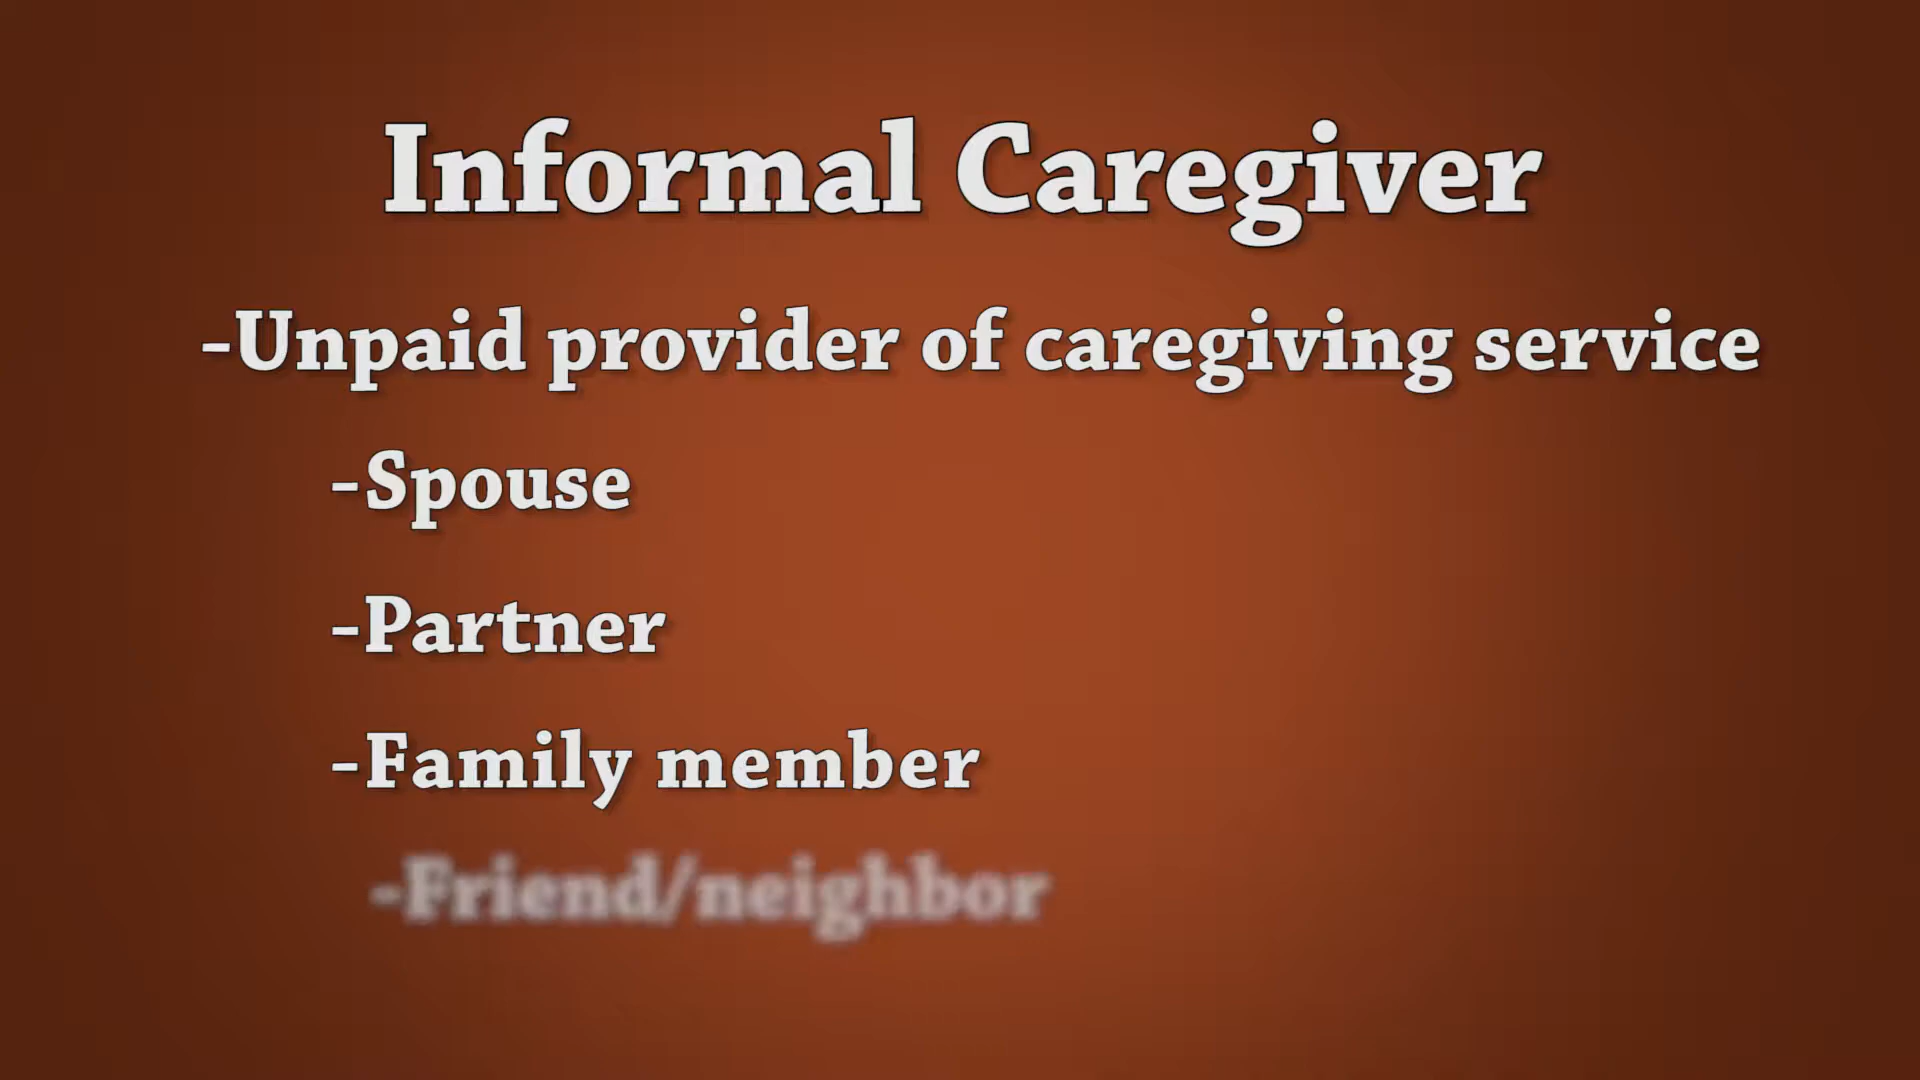 Informal Caregiver
-Unpaid provider of caregiving service
-Spouse
-Partner
-Family member
-Friend/neighbor